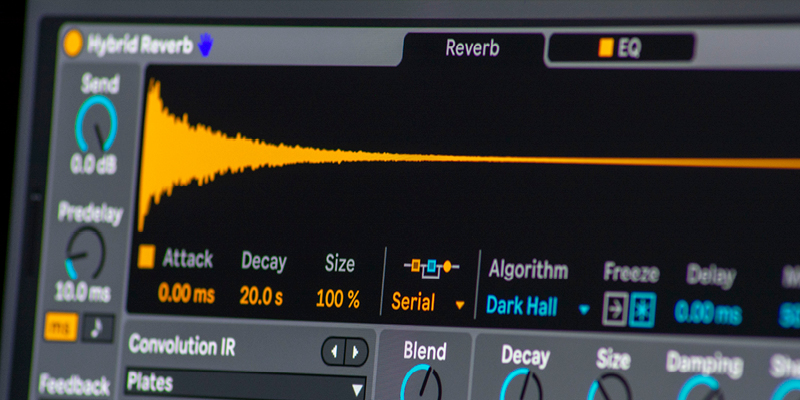 Hybrid Reverb
Reverb
EQ
Send
0.0 dB
Predelay
10.0 ms
ms
Feedback
Attack
Decay
Size
0.00 ms
20.0 s
100 %
Serial
Algorithm
Dark Hall
Freeze
Delay
0.00 ms
Convolution IR
Plates
Blend
Decay
Size
Damping